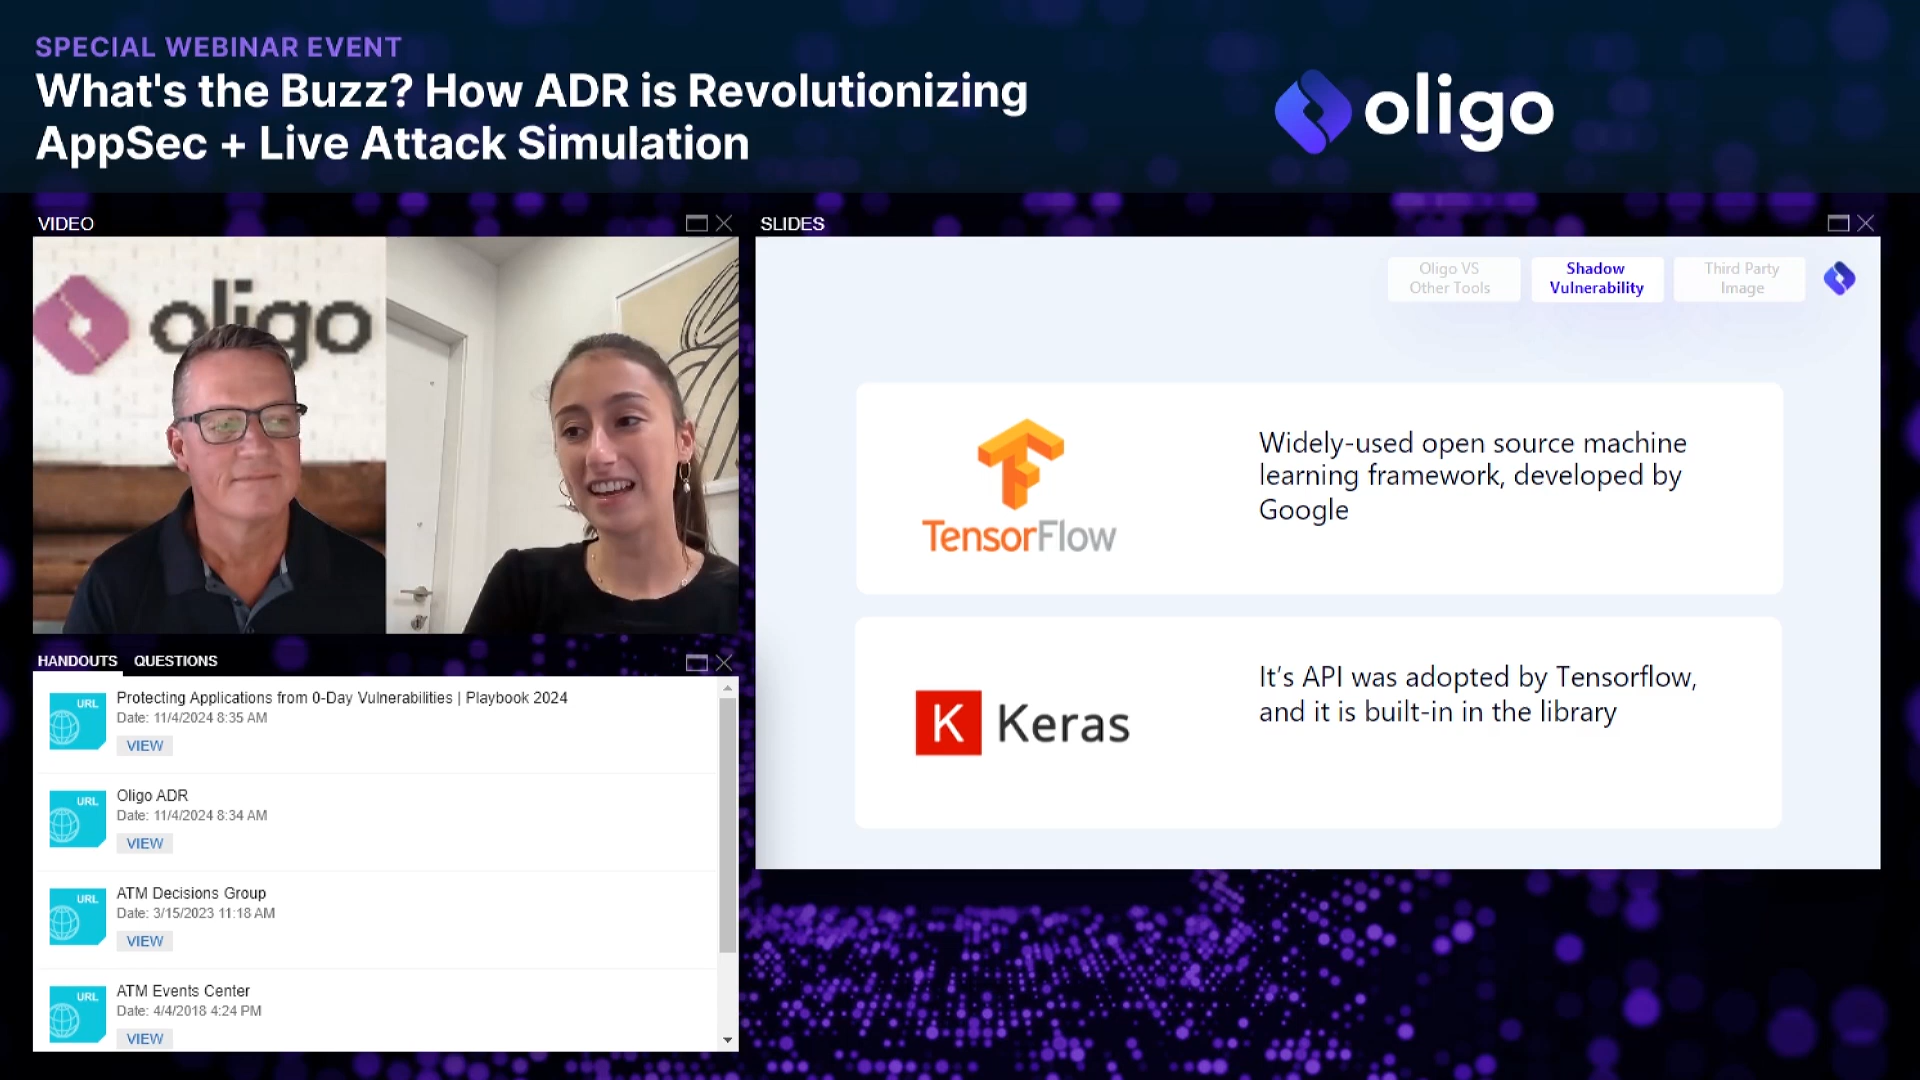 SPECIAL WEBINAR EVENT
What's the Buzz? How ADR is Revolutionizing
AppSec + Live Attack Simulation
oligo
VIDEO
oligo
HANDOUTS QUESTIONS
URL
Protecting Applications from 0-Day Vulnerabilities | Playbook 2024
Date: 11/4/2024 8:35 AM
VIEW
URL
Oligo ADR
Date: 11/4/2024 8:34 AM
VIEW
URL
ATM Decisions Group
Date: 3/15/2023 11:18 AM
VIEW
URL
ATM Events Center
Date: 4/4/2018 4:24 PM
VIEW
SLIDES
Oligo VS
Other Tools
Shadow
Vulnerability
Third Party
Image
TensorFlow
Widely-used open source machine
learning framework, developed by
Google
K Keras
It's API was adopted by Tensorflow,
and it is built-in in the library